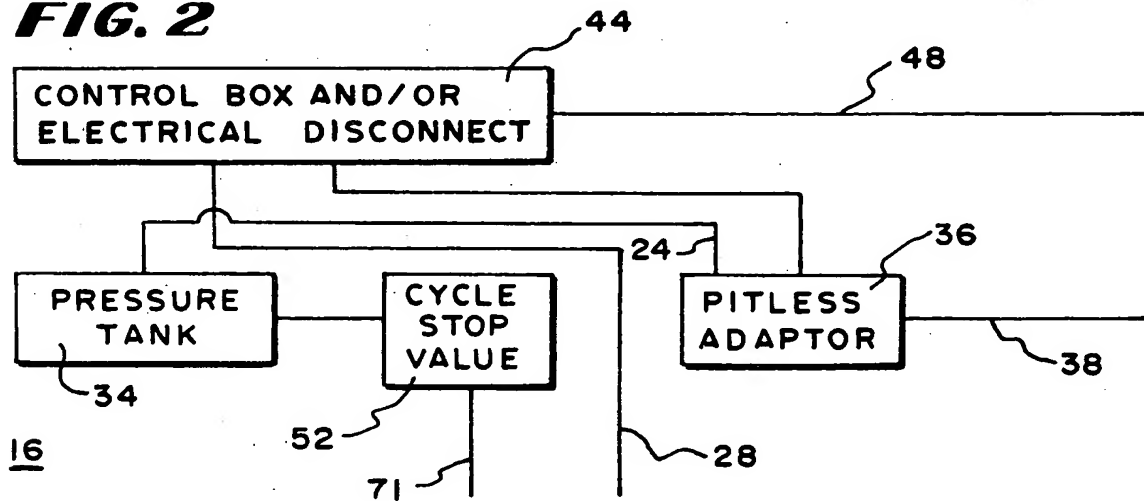 FIG. 2
44
48
CONTROL BOX AND/OR
ELECTRICAL DISCONNECT
24
36
PRESSURE
TANK
CYCLE
STOP
VALUE
PITLESS
ADAPTOR
34
52
38
16
71
28